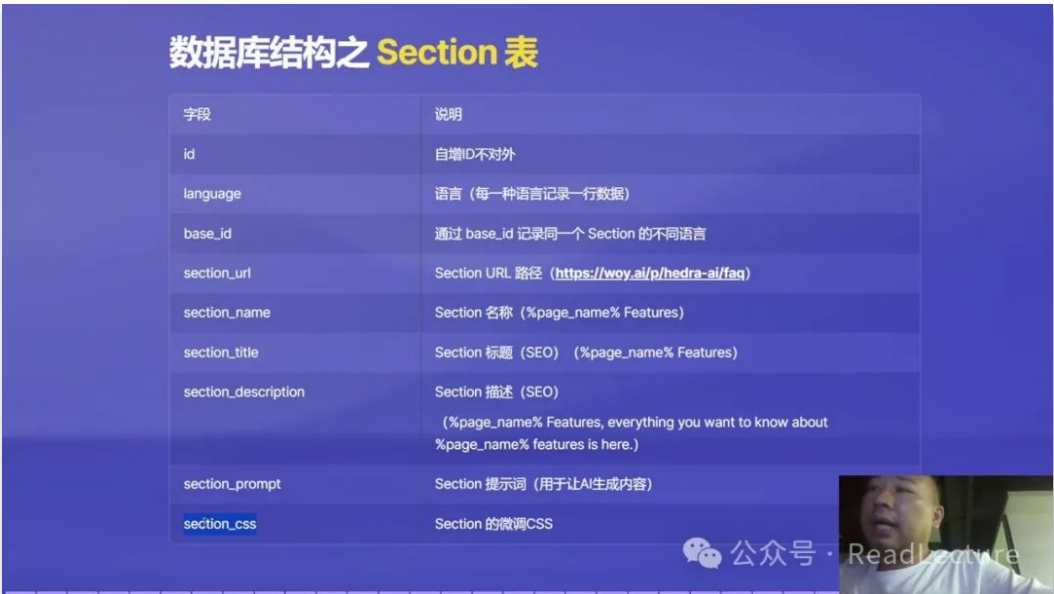 数据库结构之 Section 表
字段 说明
id 自增ID不对外
language 语言（每一种语言记录一行数据）
base_id 通过 base_id 记录同一个 Section 的不同语言
section_url Section URL 路径（https://woy.ai/p/hedra-ai/faq）
section_name Section 名称（%page_name% Features）
section_title Section 标题（SEO）（%page_name% Features）
section_description Section 描述（SEO）
（%page_name% Features, everything you want to know about
%page_name% features is here.）
section_prompt Section 提示词（用于让AI生成内容）
section_css Section 的微调CSS
公众号 · ReadLecture